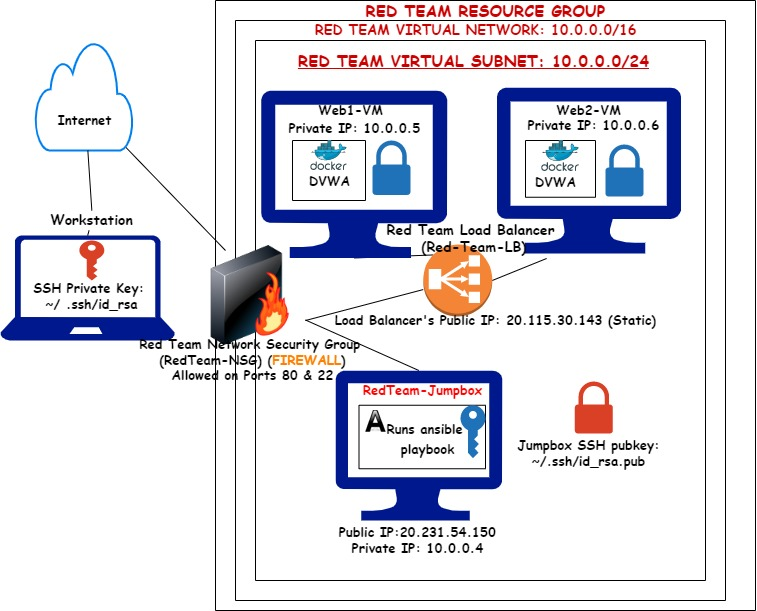 RED TEAM RESOURCE GROUP
RED TEAM VIRTUAL NETWORK: 10.0.0.0/16
RED TEAM VIRTUAL SUBNET: 10.0.0.0/24
Internet
Web1-VM
Private IP: 10.0.0.5
docker
DVWA
Web2-VM
Private IP: 10.0.0.6
docker
DVWA
Workstation
SSH Private Key:
~/ .ssh/id_rsa
Red Team Load Balancer
(Red-Team-LB)
Load Balancer's Public IP: 20.115.30.143 (Static)
Red Team Network Security Group
(RedTeam-NSG) (FIREWALL)
Allowed on Ports 80 & 22
RedTeam-Jumpbox
A Runs ansible
playbook
Jumpbox SSH pubkey:
~/.ssh/id_rsa.pub
Public IP:20.231.54.150
Private IP: 10.0.0.4